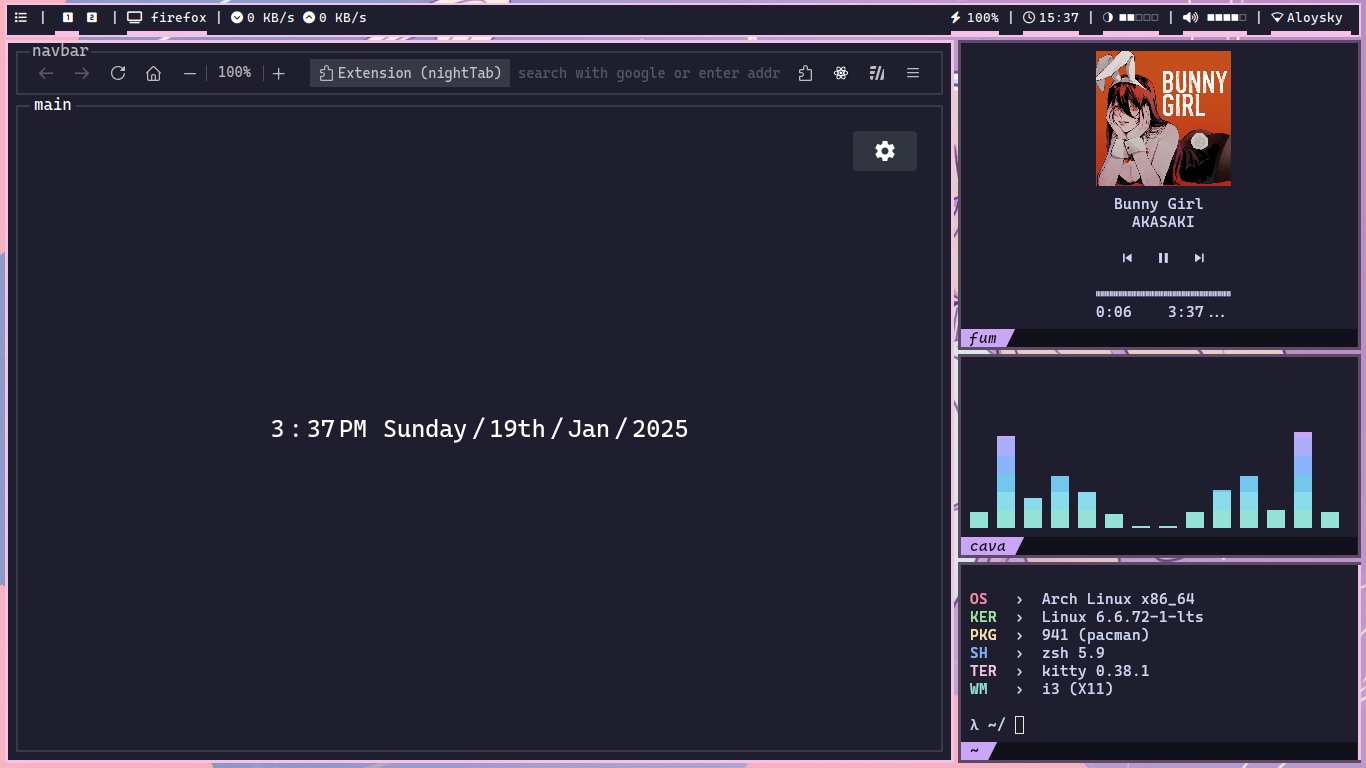 1 2 | firefox | 0 KB/s 0 KB/s
100% | 15:37 | | | Aloysky
navbar
100%
Extension (nightTab)
search with google or enter addr
main
3:37PM Sunday/19th/Jan/2025
BUNNY
GIRL
Bunny Girl
AKASAKI
0:06 3:37...
fum
cava
OS › Arch Linux x86_64
KER › Linux 6.6.72-1-lts
PKG › 941 (pacman)
SH › zsh 5.9
TER › kitty 0.38.1
WM › i3 (X11)
λ ~/
~